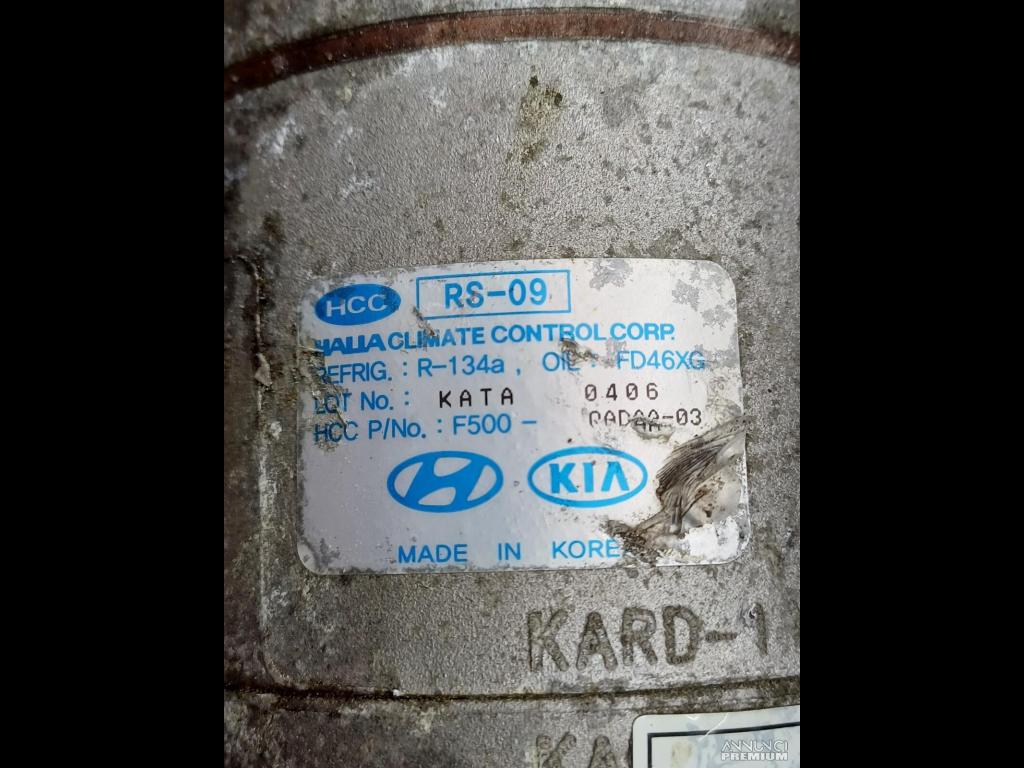 HCC RS-09
HALLA CLIMATE CONTROL CORP.
REFRIG. : R-134a, OIL : FD46XG
LOT No. : KATA 0406
HCC P/No. : F500 -
KIA
MADE IN KORE
KARD-1
ANNUNCI
PREMIUM